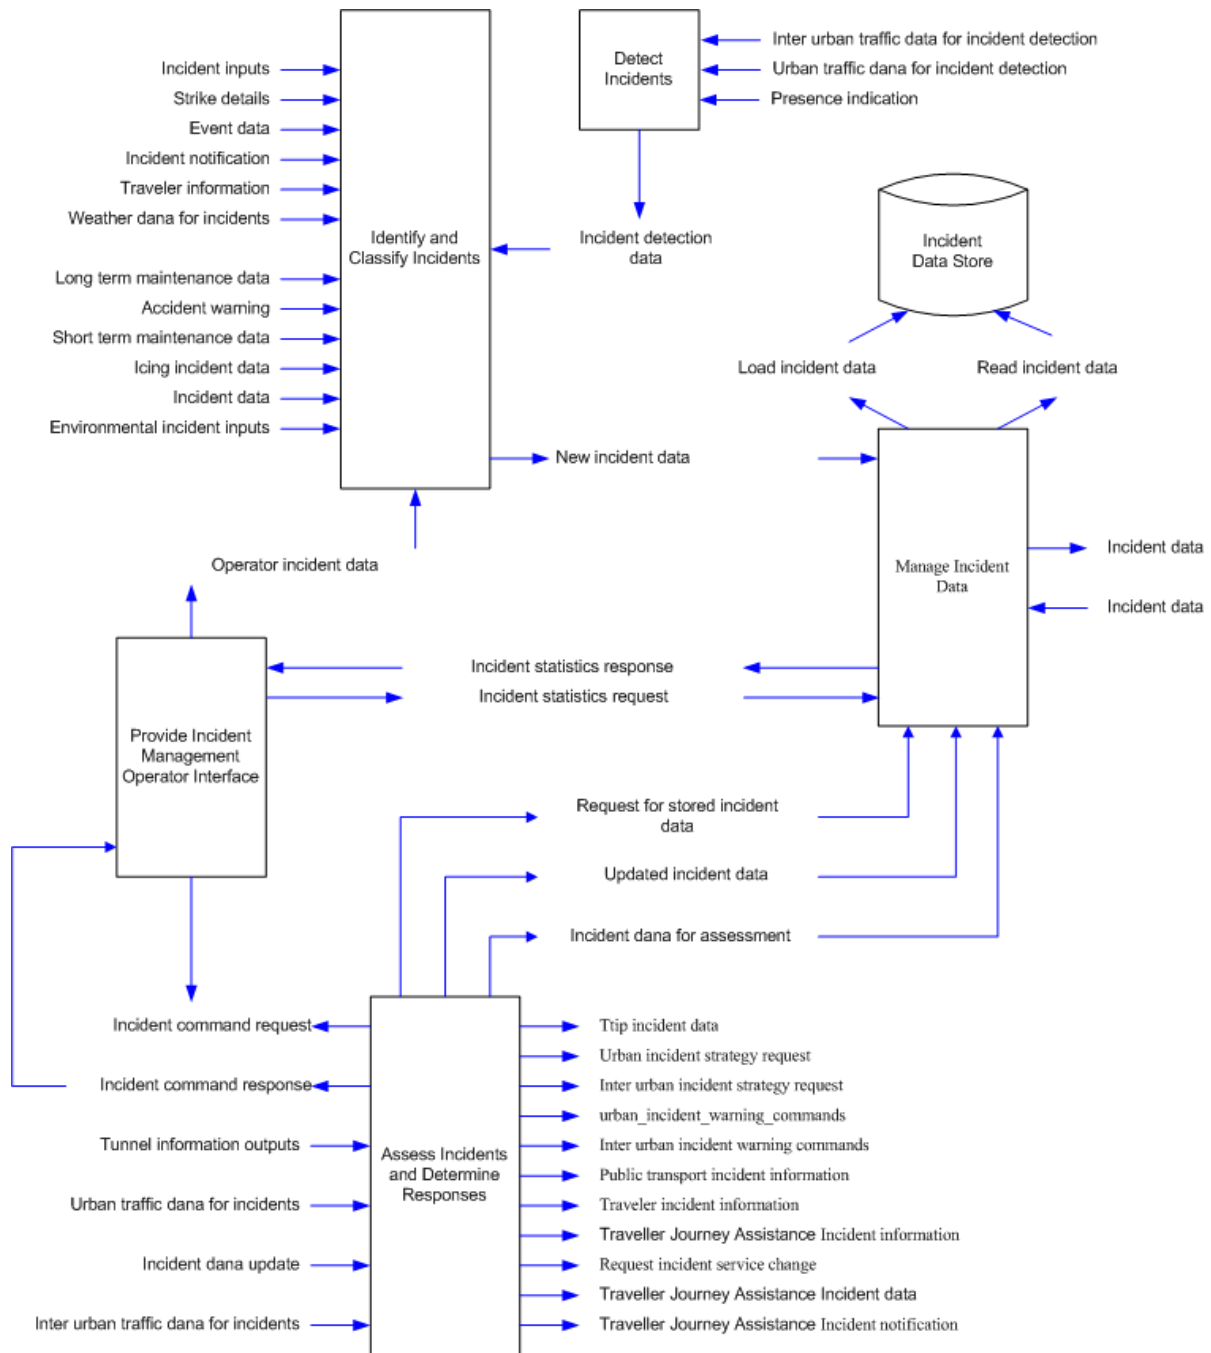 Detect
Incidents
Inter urban traffic data for incident detection
Urban traffic dana for incident detection
Presence indication
Incident inputs
Strike details
Event data
Incident notification
Traveler information
Weather dana for incidents
Long term maintenance data
Accident warning
Short term maintenance data
Icing incident data
Incident data
Environmental incident inputs
Identify and
Classify Incidents
Incident detection
data
Incident
Data Store
Load incident data
Read incident data
New incident data
Operator incident data
Manage Incident
Data
Incident data
Incident data
Incident statistics response
Incident statistics request
Provide Incident
Management
Operator Interface
Request for stored incident
data
Updated incident data
Incident dana for assessment
Incident command request
Incident command response
Tunnel information outputs
Urban traffic dana for incidents
Incident dana update
Inter urban traffic dana for incidents
Assess Incidents
and Determine
Responses
Ttip incident data
Urban incident strategy request
Inter urban incident strategy request
urban_incident_warning_commands
Inter urban incident warning commands
Public transport incident information
Traveler incident information
Traveller Journey Assistance Incident information
Request incident service change
Traveller Journey Assistance Incident data
Traveller Journey Assistance Incident notification